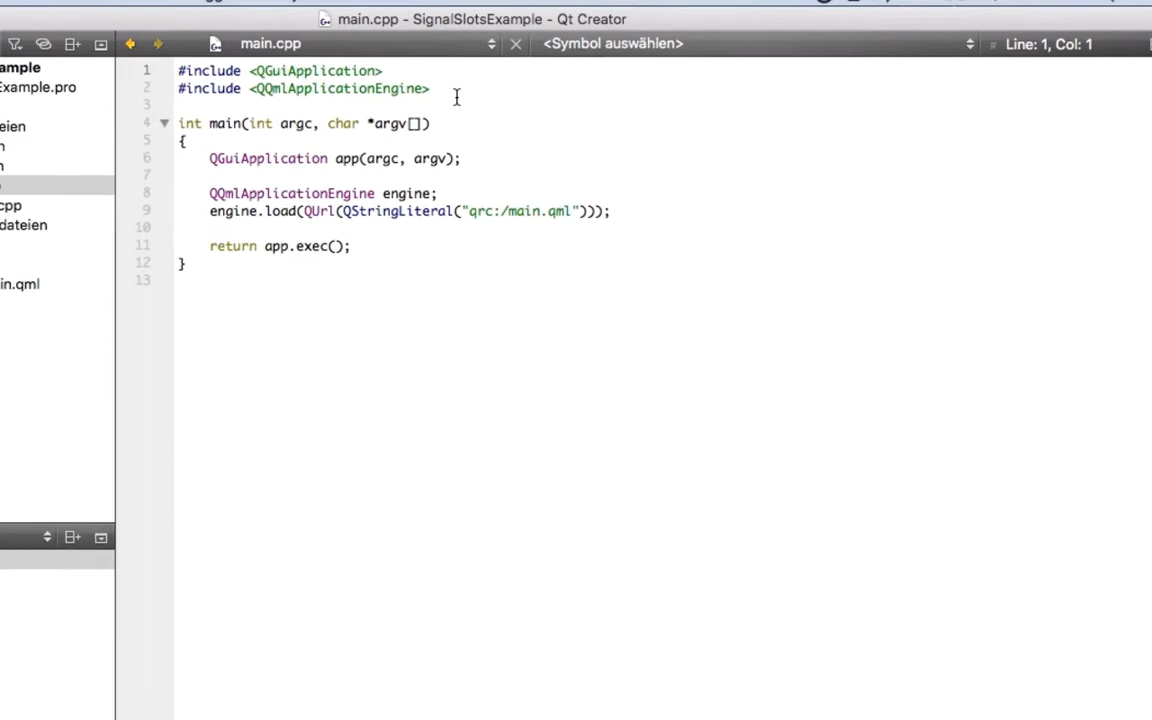 main.cpp - SignalSlotsExample - Qt Creator
main.cpp
<Symbol auswählen>
Line: 1, Col: 1
ample
Example.pro
eien
n
n
cpp
dateien
in.qml
1 #include <QGuiApplication>
2 #include <QQmlApplicationEngine>
3
4 int main(int argc, char *argv[])
5 {
6 QGuiApplication app(argc, argv);
7
8 QQmlApplicationEngine engine;
9 engine.load(QUrl(QStringLiteral("qrc:/main.qml")));
10
11 return app.exec();
12 }
13